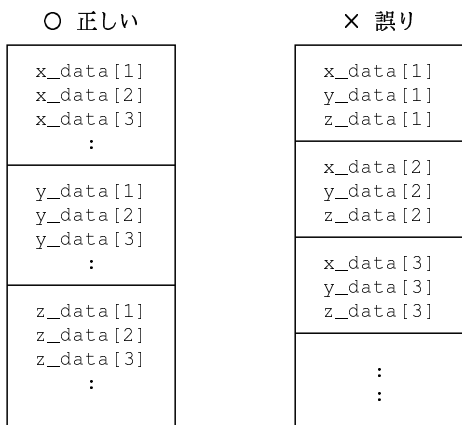 ○ 正しい
x_data[1]
x_data[2]
x_data[3]
:
y_data[1]
y_data[2]
y_data[3]
:
z_data[1]
z_data[2]
z_data[3]
:
× 誤り
x_data[1]
y_data[1]
z_data[1]
x_data[2]
y_data[2]
z_data[2]
x_data[3]
y_data[3]
z_data[3]
:
: